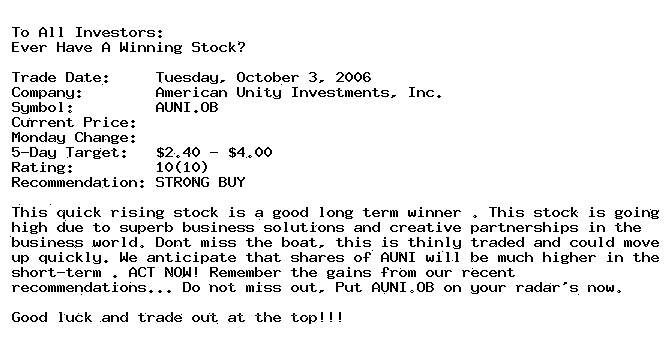 To All Investors:
Ever Have A Winning Stock?
Trade Date: Tuesday, October 3, 2006
Company: American Unity Investments, Inc.
Symbol: AUNI.OB
Current Price:
Monday Change:
5-Day Target: $2.40 - $4.00
Rating: 10(10)
Recommendation: STRONG BUY
This quick rising stock is a good long term winner . This stock is going
high due to superb business solutions and creative partnerships in the
business world. Dont miss the boat, this is thinly traded and could move
up quickly. We anticipate that shares of AUNI will be much higher in the
short-term . ACT NOW! Remember the gains from our recent
recommendations... Do not miss out, Put AUNI.OB on your radar's now.
Good luck and trade out at the top!!!